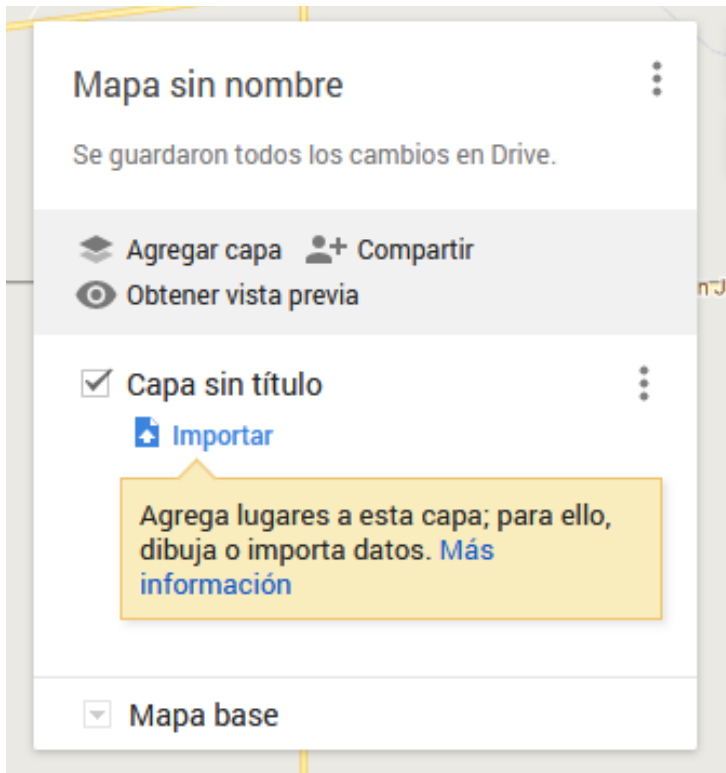 Mapa sin nombre
Se guardaron todos los cambios en Drive.
Agregar capa Compartir
Obtener vista previa
Capa sin título
Importar
Agrega lugares a esta capa; para ello,
dibuja o importa datos. Más
información
Mapa base